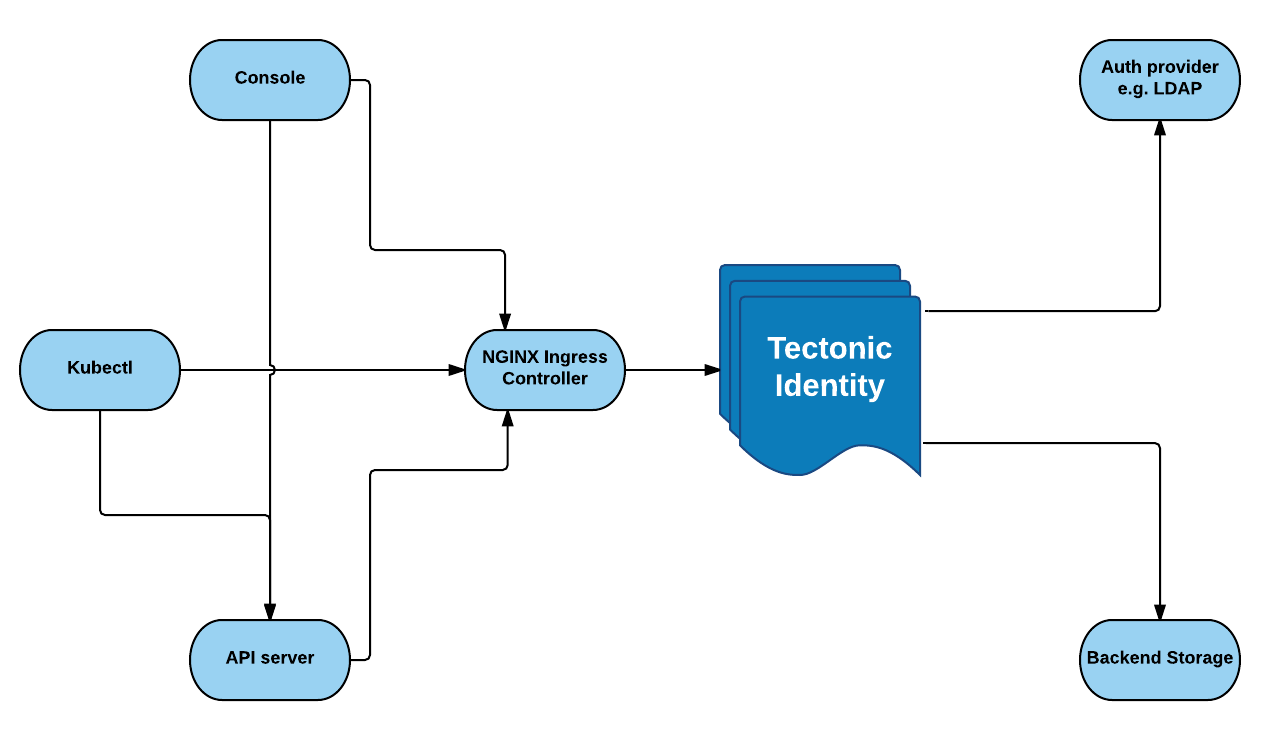 Console
Auth provider
e.g. LDAP
Kubectl
NGINX Ingress
Controller
Tectonic
Identity
API server
Backend Storage